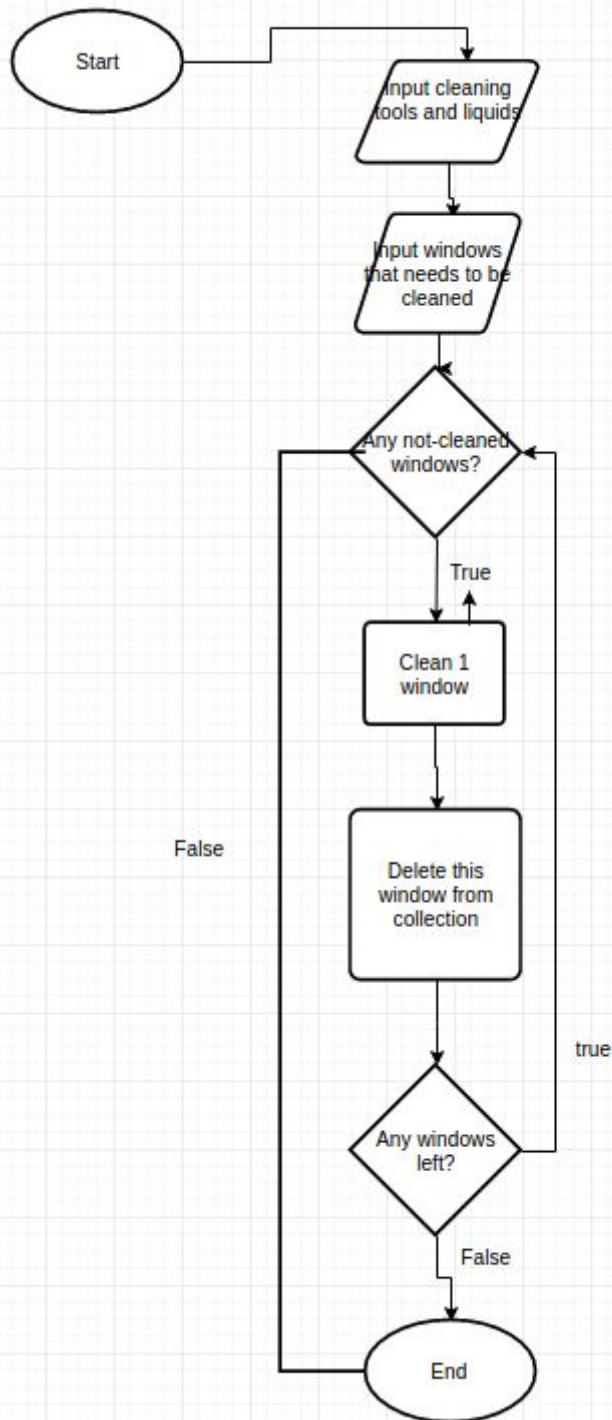 Start
Input cleaning
tools and liquids
Input windows
that needs to be
cleaned
Any not-cleaned
windows?
True
Clean 1
window
False
Delete this
window from
collection
true
Any windows
left?
False
End